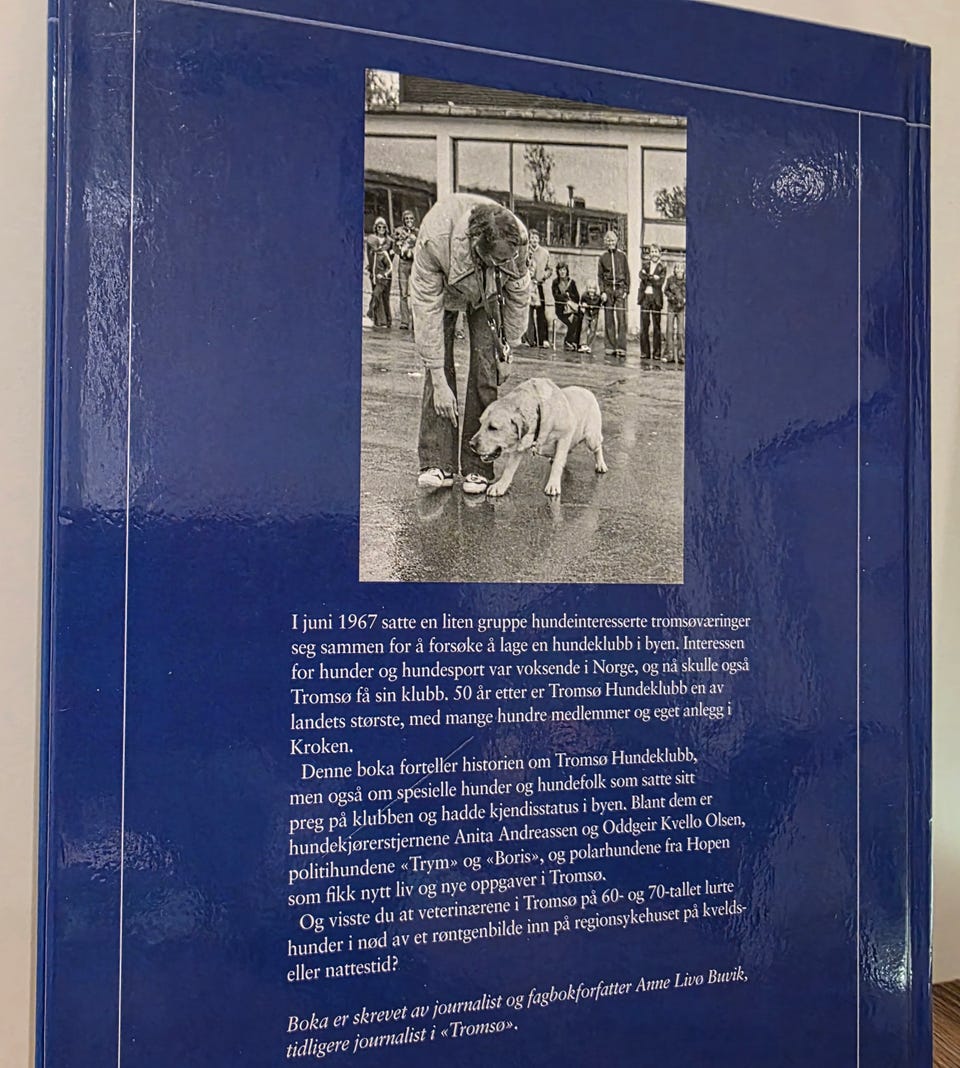 I juni 1967 satte en liten gruppe hundeinteresserte tromsøværinger
seg sammen for å forsøke å lage en hundeklubb i byen. Interessen
for hunder og hundesport var voksende i Norge, og nå skulle også
Tromsø få sin klubb. 50 år etter er Tromsø Hundeklubb en av
landets største, med mange hundre medlemmer og eget anlegg i
Kroken.
Denne boka forteller historien om Tromsø Hundeklubb,
men også om spesielle hunder og hundefolk som satte sitt
preg på klubben og hadde kjendisstatus i byen. Blant dem er
hundekjørerstjernene Anita Andreassen og Oddgeir Kvello Olsen,
politihundene «Trym» og «Boris», og polarhundene fra Hopen
som fikk nytt liv og nye oppgaver i Tromsø.
Og visste du at veterinærene i Tromsø på 60- og 70-tallet lurte
hunder i nød av et røntgenbilde inn på regionsykehuset på kvelds-
eller nattestid?
Boka er skrevet av journalist og fagbokforfatter Anne Livø Buvik,
tidligere journalist i «Tromsø».